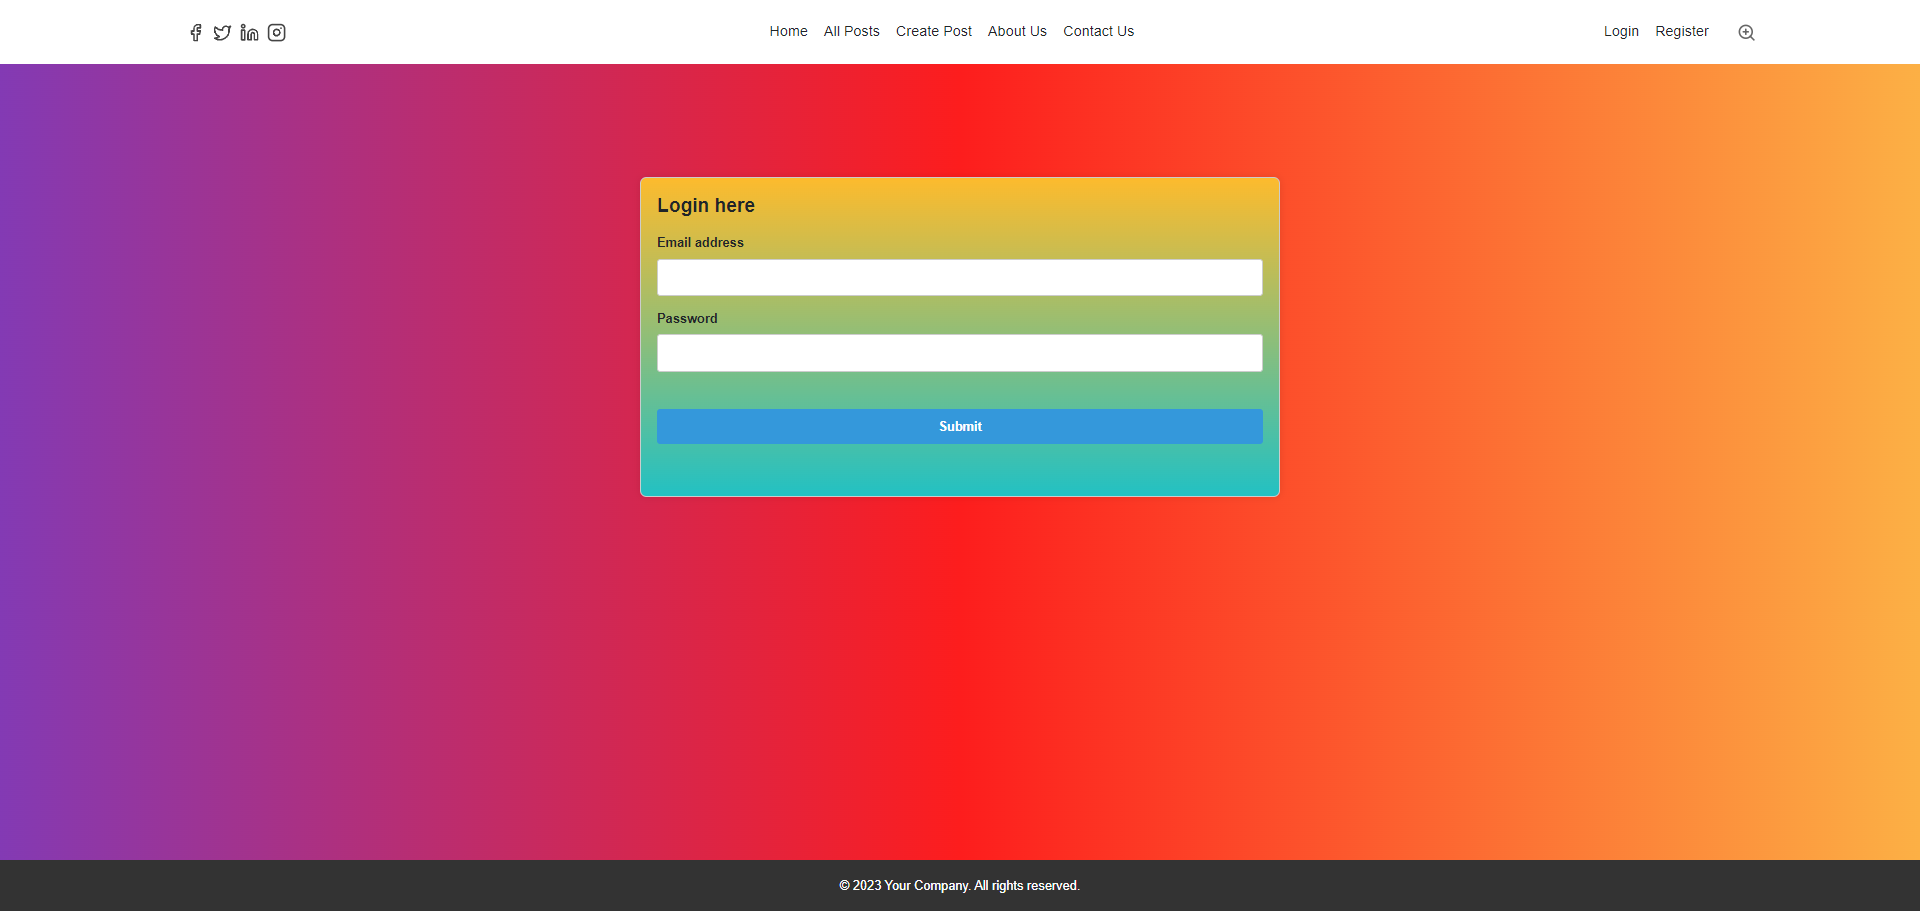 Home All Posts Create Post About Us Contact Us Login Register
Login here
Email address
Password
Submit
© 2023 Your Company. All rights reserved.